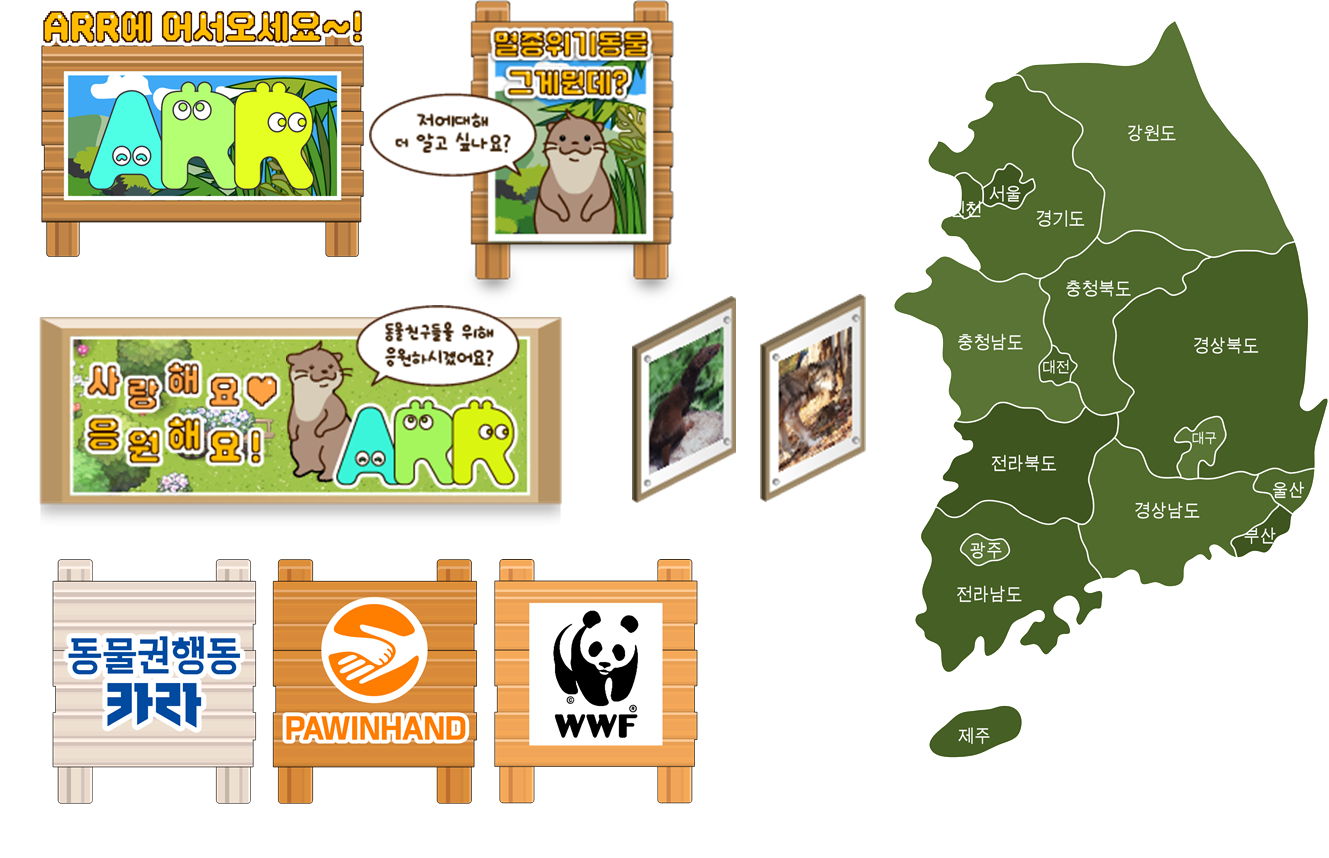 ARR에 어서오세요~!
ARR
멸종위기동물
그게뭔데?
저에대해
더 알고 싶나요?
사랑해요
응원해요!
동물친구들을 위해
응원하시겠어요?
ARR
동물권행동
카라
PAWINHAND
©
®
WWF
강원도
서울
인천
경기도
충청북도
충청남도
경상북도
대전
대구
전라북도
울산
경상남도
부산
광주
전라남도
제주